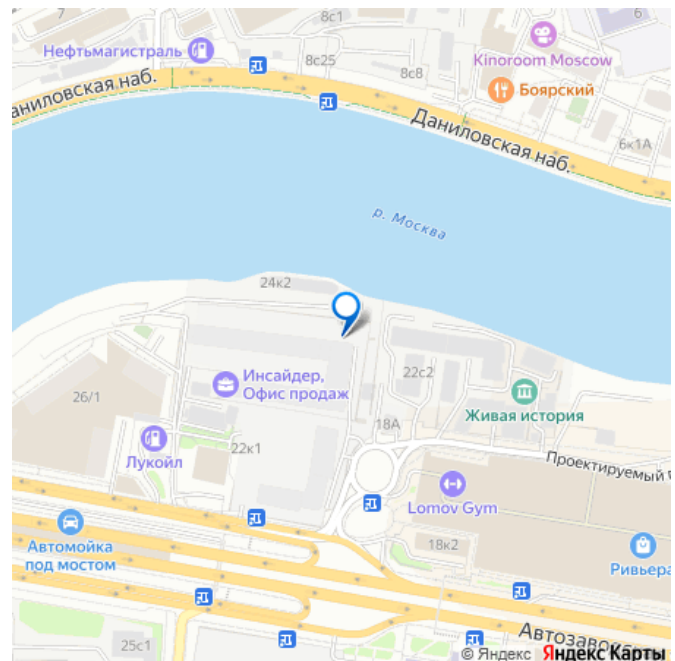 7
8с1
Нефтьмагистраль
8с25
8с8
Kinoroom Moscow
Боярский
6
6к1А
аниловская наб.
Даниловская наб.
р. Москва
24к2
Инсайдер,
Офис продаж
26/1
22к1
Лукойл
22с2
Живая история
18А
Проектируемый
Lomov Gym
18к2
Ривьера
Автомойка
под мостом
25с1
Автозаво
© Яндекс Яндекс Карты